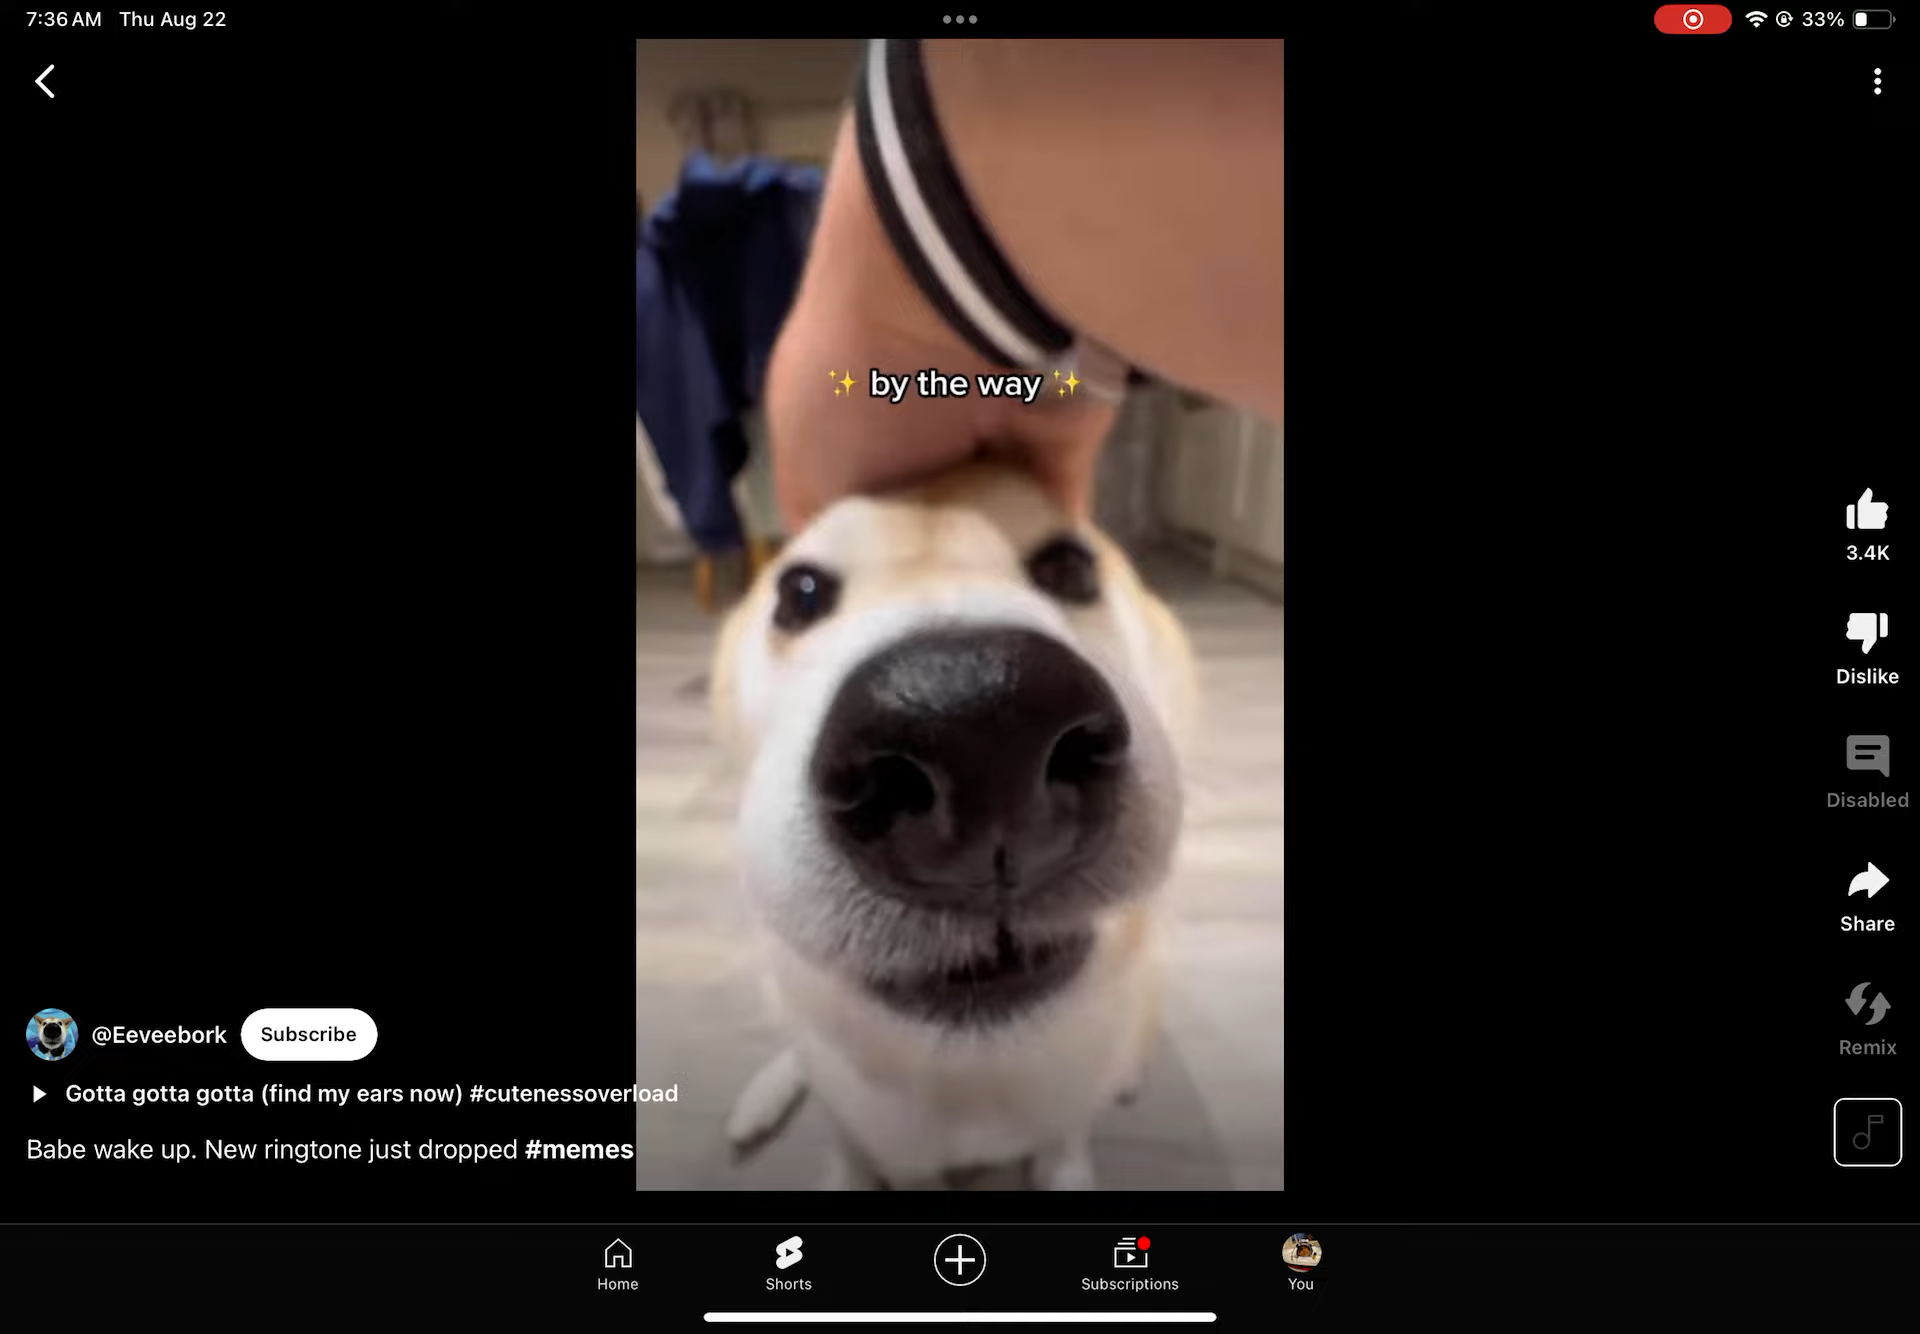 7:36 AM Thu Aug 22
33%
✨ by the way ✨
3.4K
Dislike
Disabled
Share
Remix
@Eeveebork
Subscribe
Gotta gotta gotta (find my ears now) #cutenessoverload
Babe wake up. New ringtone just dropped #memes
Home
Shorts
Subscriptions
You